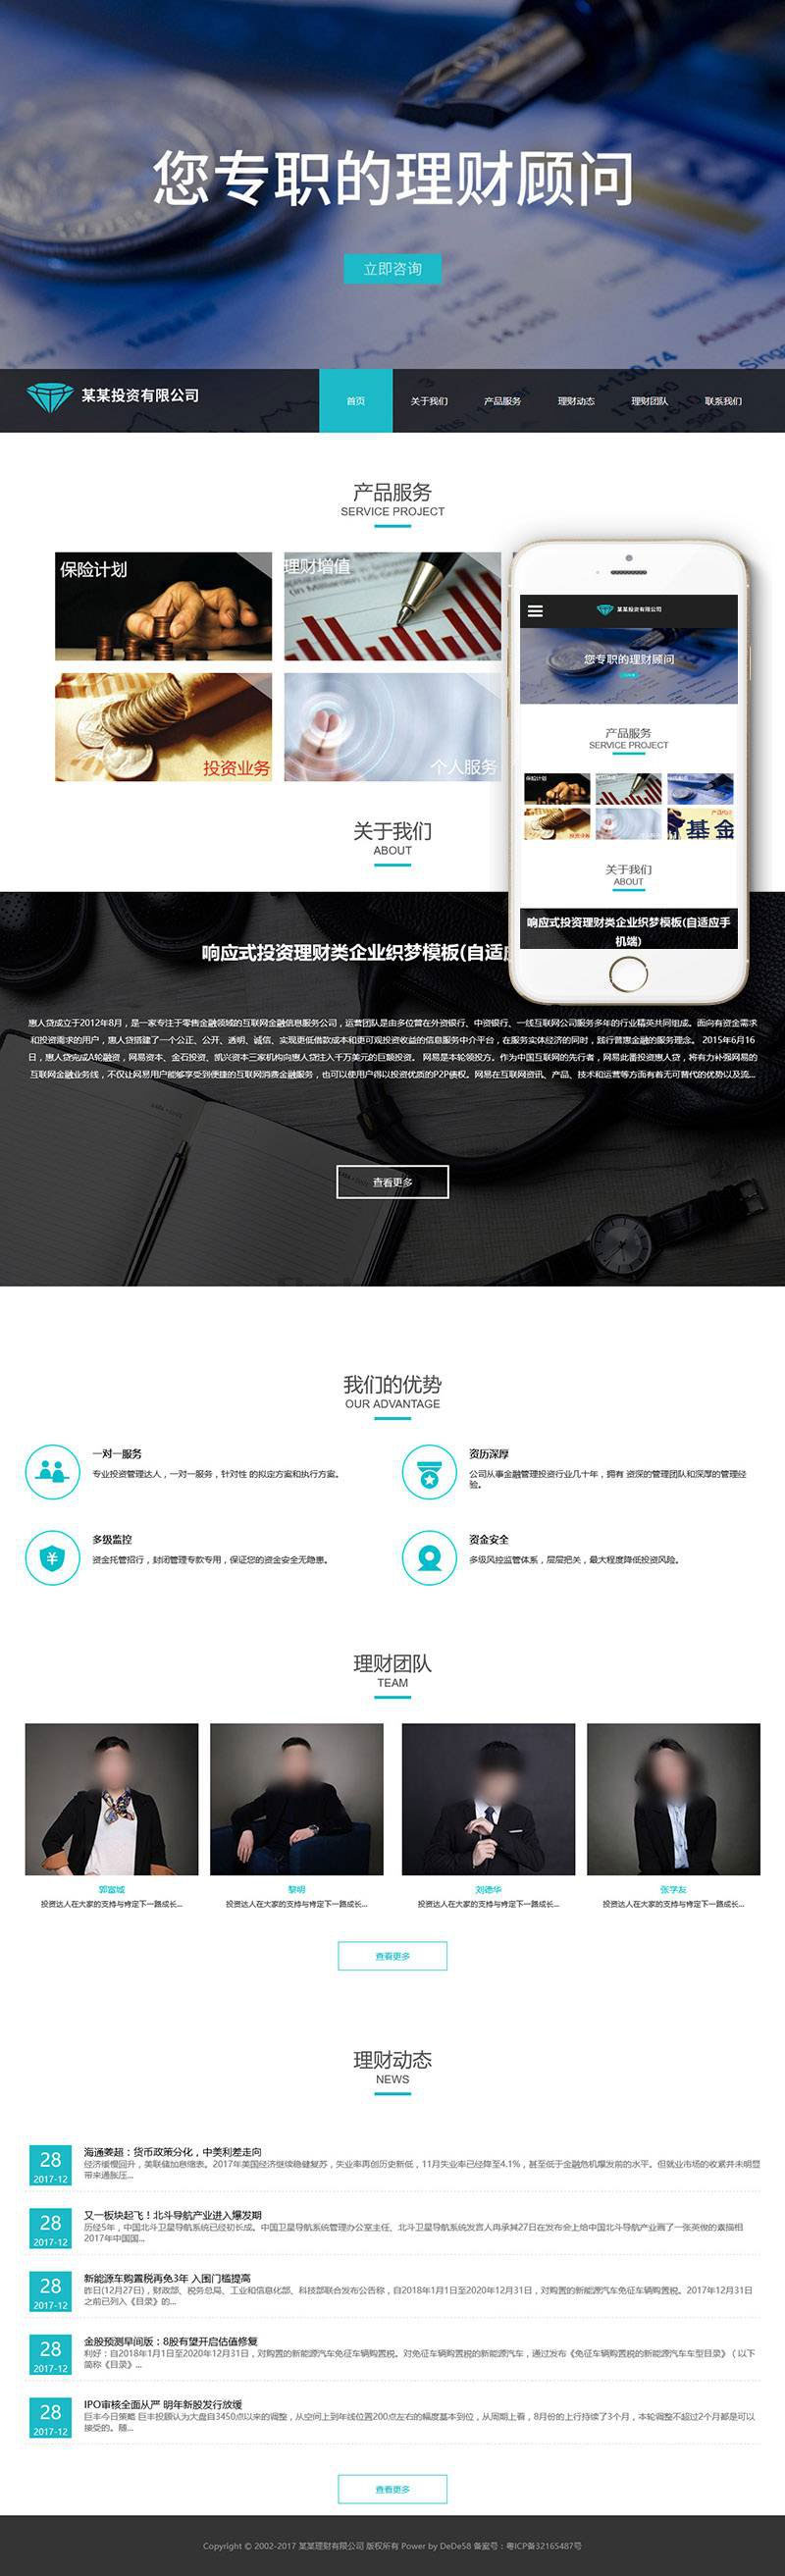 您专职的理财顾问
立即咨询
某某投资有限公司
首页
关于我们
产品服务
理财动态
理财团队
联系我们
产品服务
SERVICE PROJECT
保险计划
理财增值
投资业务
个人服务
某某投资有限公司
您专职的理财顾问
产品服务
SERVICE PROJECT
保险计划
投资业务
基金
关于我们
ABOUT
响应式投资理财类企业织梦模板(自适应手
机端)
关于我们
ABOUT
响应式投资理财类企业织梦模板(自适应
惠人贷成立于2012年8月，是一家专注于零售金融领域的互联网金融信息服务公司，运营团队是由多位曾在外资银行、中资银行、一线互联网公司服务多年的行业精英共同组成。面向有资金需求
和投资需求的用户，惠人贷搭建了一个公正、公开、透明、诚信、实现更低借款成本和更可观投资收益的信息服务中介平台，在服务实体经济的同时，践行普惠金融的服务理念。 2015年6月16
日，惠人贷完成A轮融资，网易资本、金石投资、凯兴资本三家机构向惠人贷注入千万美元的巨额投资。 网易是本轮领投方。作为中国互联网的先行者，网易此番投资惠人贷，将有力补强网易的
互联网金融业务线，不仅让网易用户能够享受到便捷的互联网消费金融服务，也可以使用户得以投资优质的P2P债权。网易在互联网资讯、产品、技术和运营等方面有着无可替代的优势以及流...
查看更多
我们的优势
OUR ADVANTAGE
一对一服务
专业投资管理达人，一对一服务，针对性 的拟定方案和执行方案。
资历深厚
公司从事金融管理投资行业几十年，拥有 资深的管理团队和深厚的管理经
验。
多级监控
资金托管招行，封闭管理专款专用，保证您的资金安全无隐患。
资金安全
多级风控监管体系，层层把关，最大程度降低投资风险。
理财团队
TEAM
郭富城
投资达人在大家的支持与肯定下一路成长...
黎明
投资达人在大家的支持与肯定下一路成长...
刘德华
投资达人在大家的支持与肯定下一路成长...
张学友
投资达人在大家的支持与肯定下一路成长...
查看更多
理财动态
NEWS
28
2017-12
海通姜超：货币政策分化，中美利差走向
经济缓慢回升，美联储加息缩表。2017年美国经济继续稳健复苏，失业率再创历史新低，11月失业率已经降至4.1%，甚至低于金融危机爆发前的水平。但就业市场的收紧并未明显
带来通胀压...
28
2017-12
又一板块起飞！北斗导航产业进入爆发期
历经5年，中国北斗卫星导航系统已经初长成。中国卫星导航系统管理办公室主任、北斗卫星导航系统发言人冉承其27日在发布会上给中国北斗导航产业画了一张英俊的素描相
2017年中国国...
28
2017-12
新能源车购置税再免3年 入围门槛提高
昨日(12月27日)，财政部、税务总局、工业和信息化部、科技部联合发布公告称，自2018年1月1日至2020年12月31日，对购置的新能源汽车免征车辆购置税。2017年12月31日
之前已列入《目录》的...
28
2017-12
金股预测早间版：8股有望开启估值修复
利好：自2018年1月1日至2020年12月31日，对购置的新能源汽车免征车辆购置税。对免征车辆购置税的新能源汽车，通过发布《免征车辆购置税的新能源汽车车型目录》（以下
简称《目录》...
28
2017-12
IPO审核全面从严 明年新股发行放缓
巨丰今日策略 巨丰投顾认为大盘自3450点以来的调整，从空间上到年线位置200点左右的幅度基本到位，从周期上看，8月份的上行持续了3个月，本轮调整不超过2个月都是可以
接受的。随...
查看更多
Copyright © 2002-2017 某某理财有限公司 版权所有 Power by DeDe58 备案号：粤ICP备32165487号